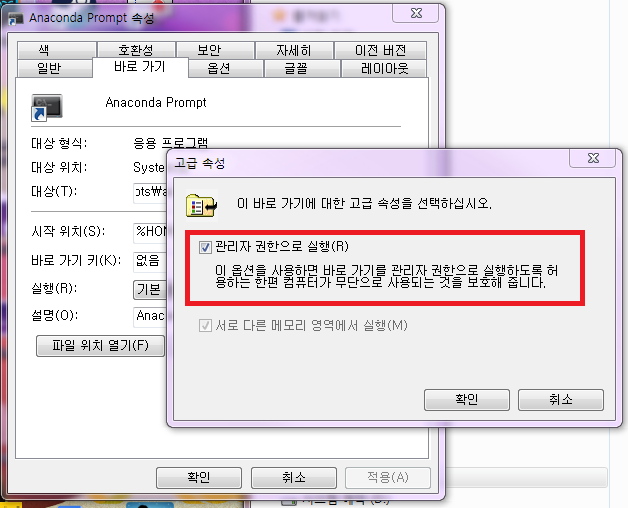 Anaconda Prompt 속성
색 호환성 보안 자세히 이전 버전
일반 바로 가기 옵션 글꼴 레이아웃
Anaconda Prompt
대상 형식: 응용 프로그램
대상 위치: Syste
대상(T): ots₩a
시작 위치(S): %HON
바로 가기 키(K): 없음
실행(R): 기본
설명(O): Anac
파일 위치 열기(F)
확인 취소 적용(A)
고급 속성
이 바로 가기에 대한 고급 속성을 선택하십시오.
관리자 권한으로 실행(R)
이 옵션을 사용하면 바로 가기를 관리자 권한으로 실행하도록 허
용하는 한편 컴퓨터가 무단으로 사용되는 것을 보호해 줍니다.
서로 다른 메모리 영역에서 실행(M)
확인 취소